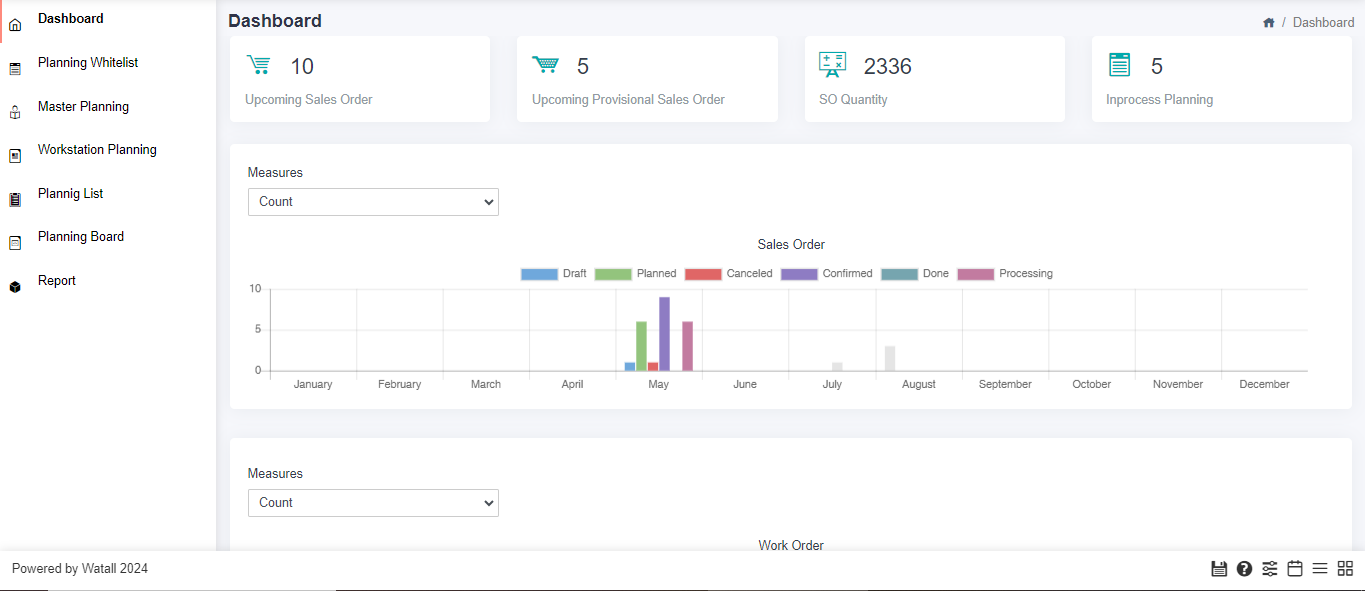 Dashboard
Planning Whitelist
Master Planning
Workstation Planning
Plannig List
Planning Board
Report
Dashboard
/ Dashboard
10
Upcoming Sales Order
5
Upcoming Provisional Sales Order
2336
SO Quantity
5
Inprocess Planning
Measures
Count
Sales Order
Draft Planned Canceled Confirmed Done Processing
10
5
0
January February March April May June July August September October November December
Measures
Count
Work Order
Powered by Watall 2024